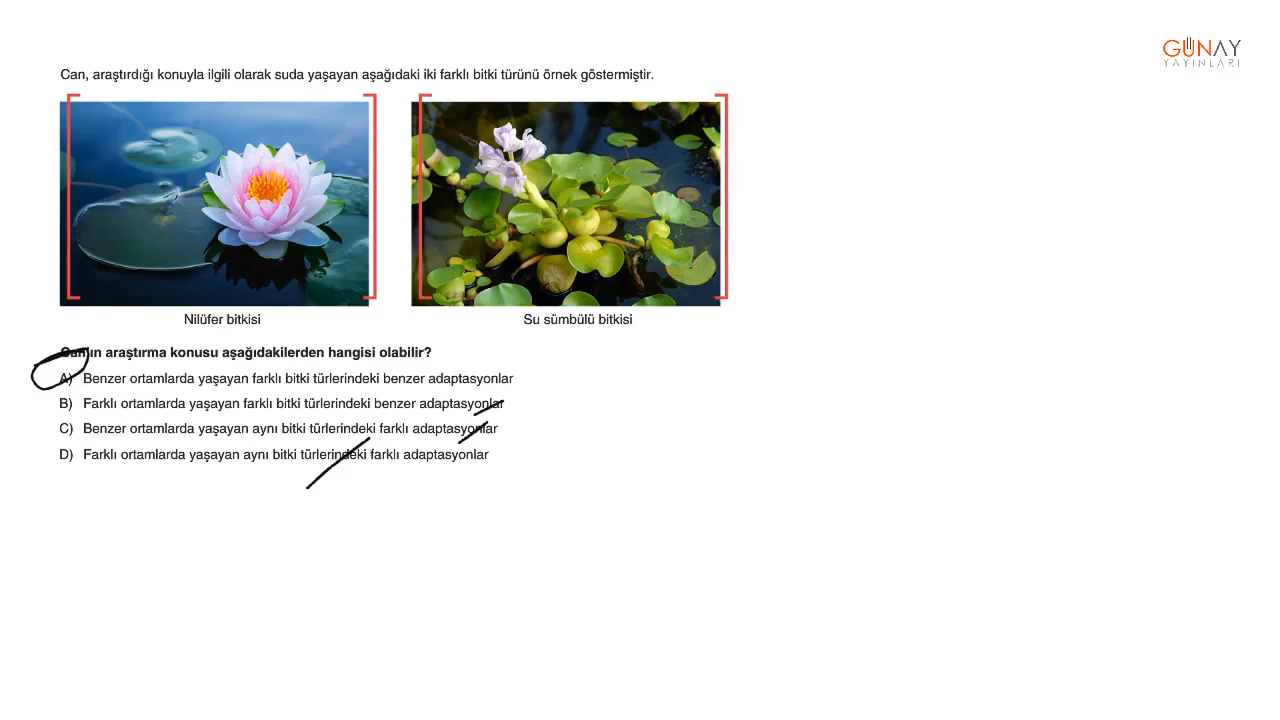 GÜNAY
YAYINLARI
Can, araştırdığı konuyla ilgili olarak suda yaşayan aşağıdaki iki farklı bitki türünü örnek göstermiştir.
Nilüfer bitkisi
Su sümbülü bitkisi
Can'ın araştırma konusu aşağıdakilerden hangisi olabilir?
A) Benzer ortamlarda yaşayan farklı bitki türlerindeki benzer adaptasyonlar
B) Farklı ortamlarda yaşayan farklı bitki türlerindeki benzer adaptasyonlar
C) Benzer ortamlarda yaşayan aynı bitki türlerindeki farklı adaptasyonlar
D) Farklı ortamlarda yaşayan aynı bitki türlerindeki farklı adaptasyonlar